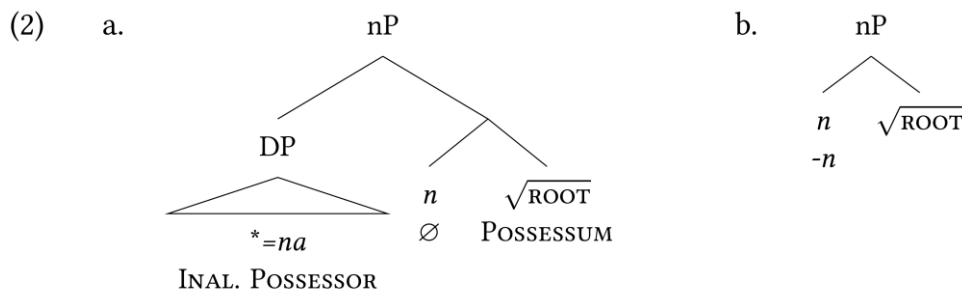 (2) a. nP b. nP
DP n √ROOT
-n
n √ROOT
*=na ∅ POSSESSUM
INAL. POSSESSOR